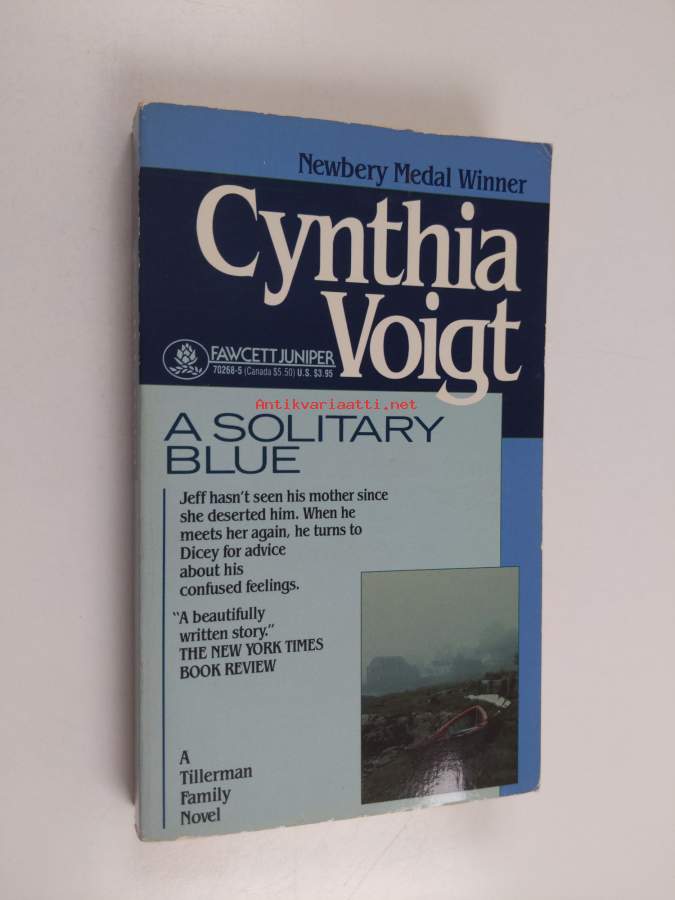 Newbery Medal Winner
Cynthia
Voigt
FAWCETT JUNIPER
70268-5 (Canada $5.50) U.S. $3.95
Antikvariaatti.net
A SOLITARY
BLUE
Jeff hasn't seen his mother since
she deserted him. When he
meets her again, he turns to
Dicey for advice
about his
confused feelings.
"A beautifully
written story."
THE NEW YORK TIMES
BOOK REVIEW
A
Tillerman
Family
Novel